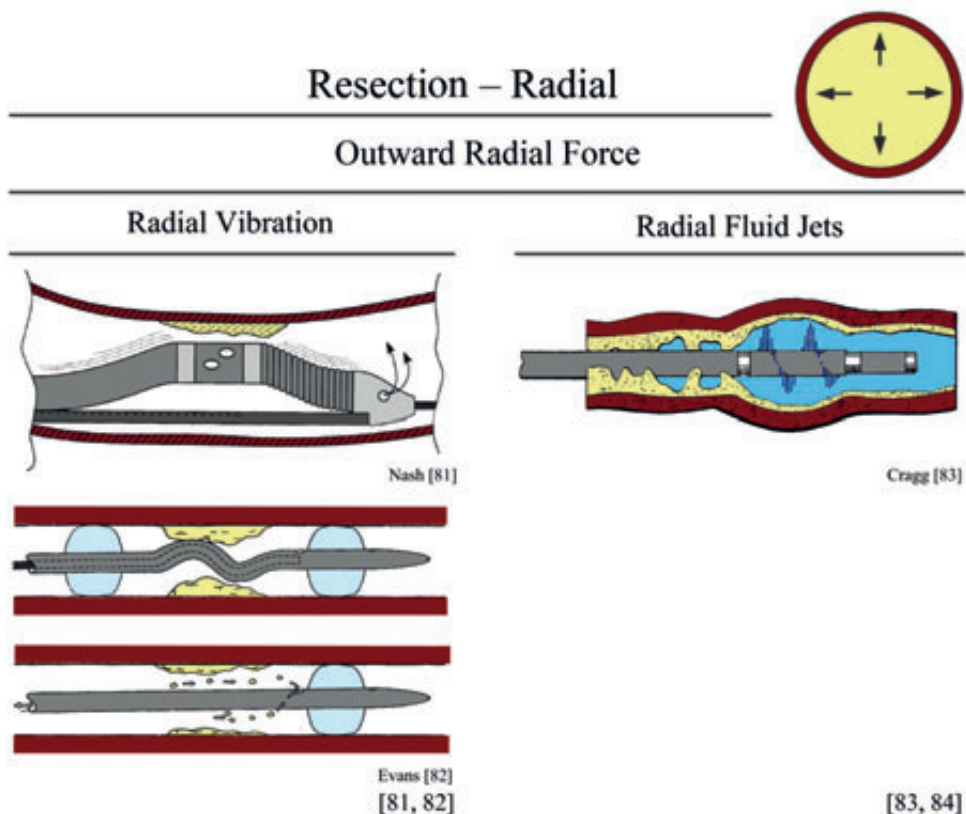 Resection – Radial
Outward Radial Force
Radial Vibration
Radial Fluid Jets
Nash [81]
Cragg [83]
Evans [82]
[81, 82]
[83, 84]